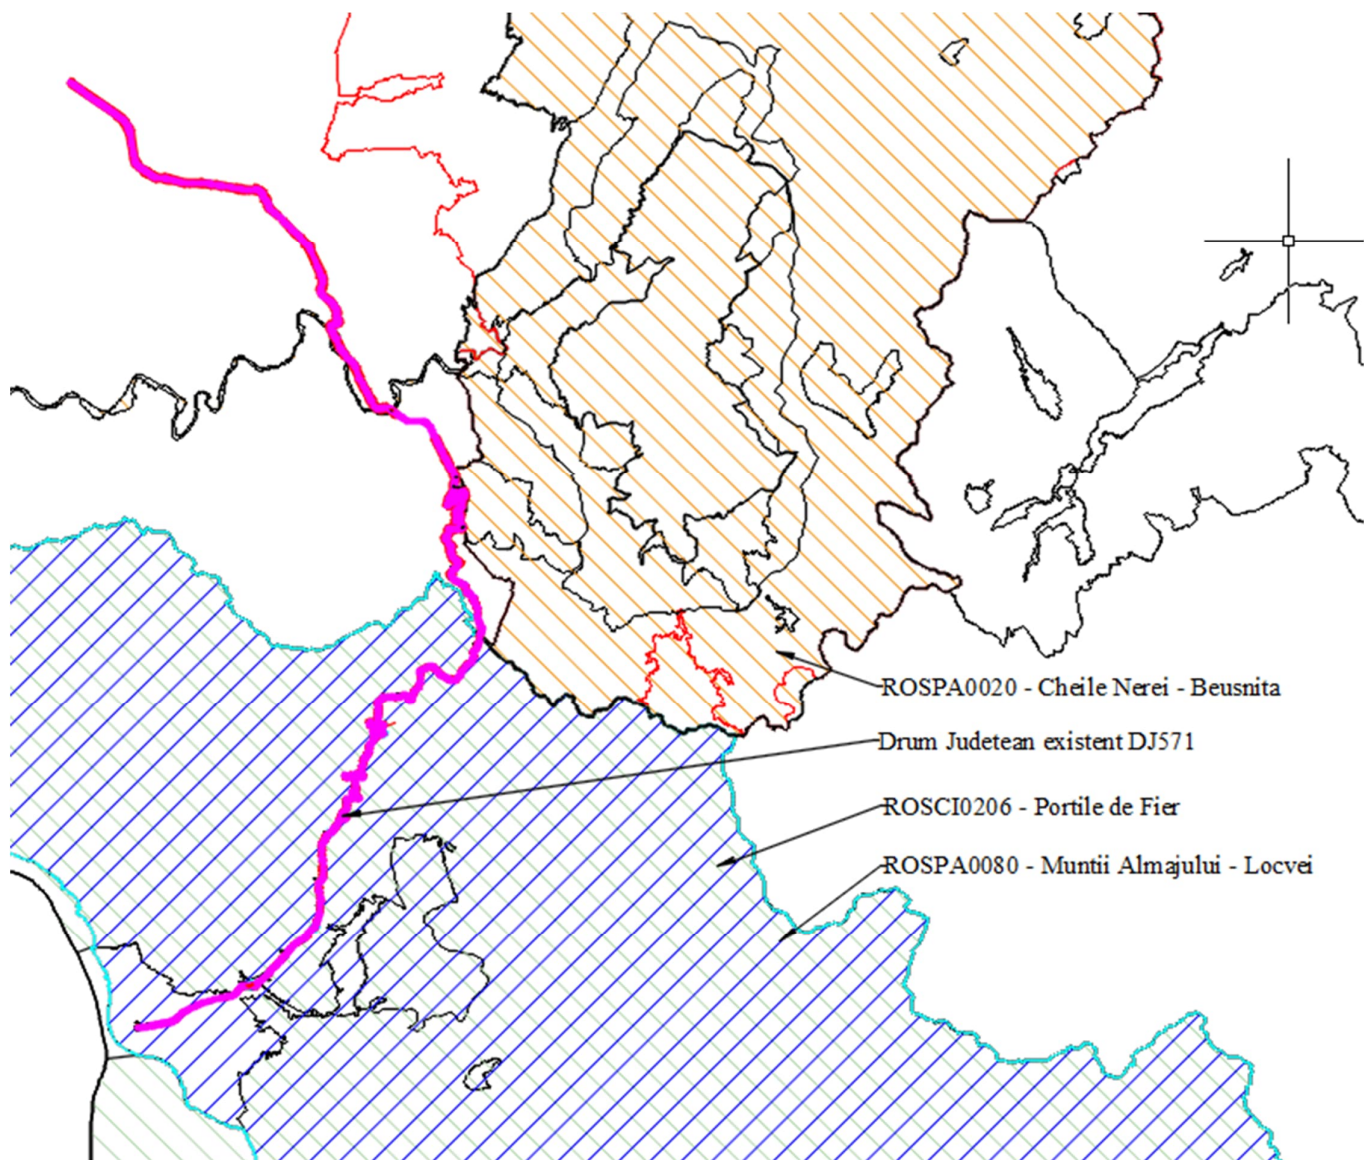 ROSPA0020 - Cheile Nerei - Beusnita
Drum Judetean existent DJ571
ROSCI0206 - Portile de Fier
ROSPA0080 - Muntii Almajului - Locvei